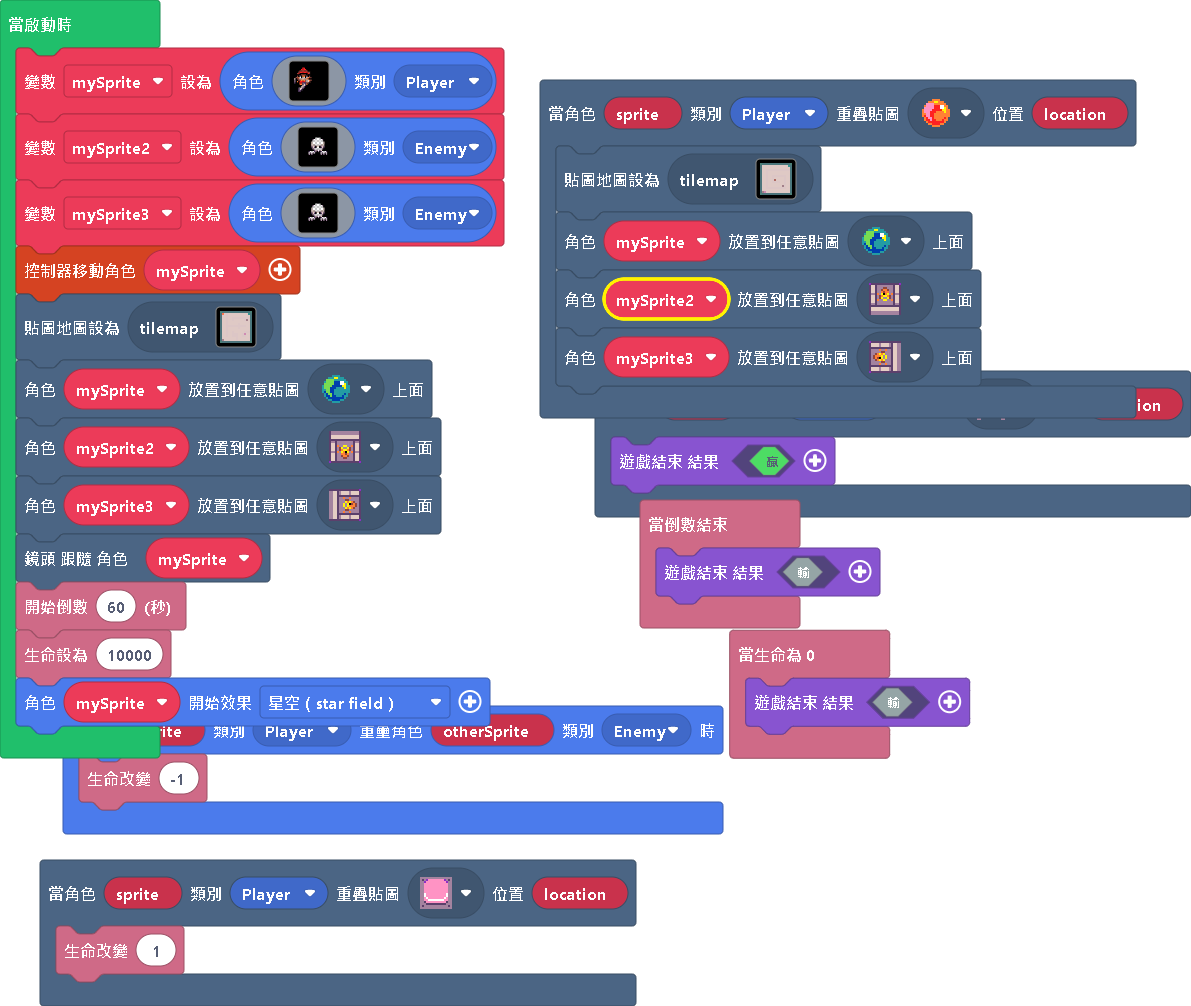 當啟動時
變數 mySprite 設為 角色 類別 Player
變數 mySprite2 設為 角色 類別 Enemy
變數 mySprite3 設為 角色 類別 Enemy
控制器移動角色 mySprite
貼圖地圖設為 tilemap
角色 mySprite 放置到任意貼圖 上面
角色 mySprite2 放置到任意貼圖 上面
角色 mySprite3 放置到任意貼圖 上面
鏡頭 跟隨 角色 mySprite
開始倒數 60 (秒)
生命設為 10000
角色 mySprite 開始效果 星空 ( star field )
類別 Player 重疊角色 otherSprite 類別 Enemy 時
生命改變 -1
當角色 sprite 類別 Player 重疊貼圖 位置 location
生命改變 1
當角色 sprite 類別 Player 重疊貼圖 位置 location
貼圖地圖設為 tilemap
角色 mySprite 放置到任意貼圖 上面
角色 mySprite2 放置到任意貼圖 上面
角色 mySprite3 放置到任意貼圖 上面
遊戲結束 結果 贏
當倒數結束
遊戲結束 結果 輸
當生命為 0
遊戲結束 結果 輸